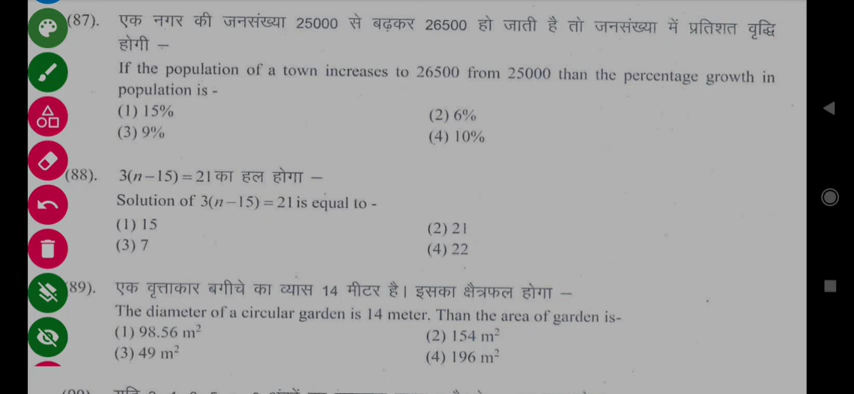 (87). एक नगर की जनसंख्या 25000 से बढ़कर 26500 हो जाती है तो जनसंख्या में प्रतिशत वृद्धि
होगी –
If the population of a town increases to 26500 from 25000 than the percentage growth in
population is -
(1) 15% (2) 6%
(3) 9% (4) 10%
(88). 3(n–15)=21 का हल होगा –
Solution of 3(n–15)=21 is equal to -
(1) 15 (2) 21
(3) 7 (4) 22
89). एक वृत्ताकार बगीचे का व्यास 14 मीटर है। इसका क्षैत्रफल होगा –
The diameter of a circular garden is 14 meter. Than the area of garden is-
(1) 98.56 m² (2) 154 m²
(3) 49 m² (4) 196 m²